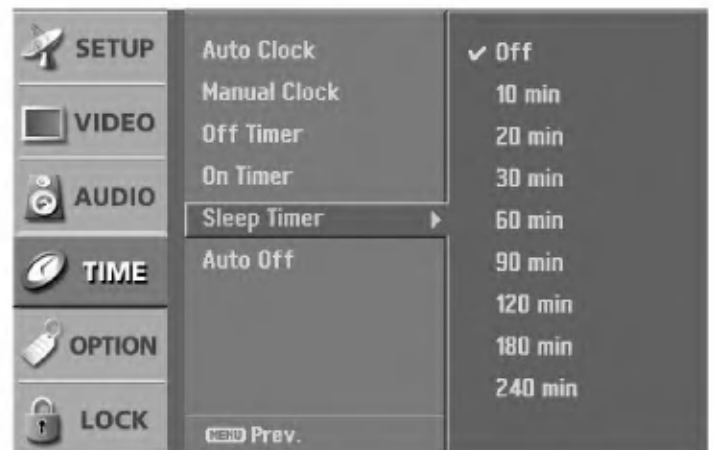 SETUP
VIDEO
AUDIO
TIME
OPTION
LOCK
Auto Clock
Manual Clock
Off Timer
On Timer
Sleep Timer
Auto Off
MENU Prev.
Off
10 min
20 min
30 min
60 min
90 min
120 min
180 min
240 min